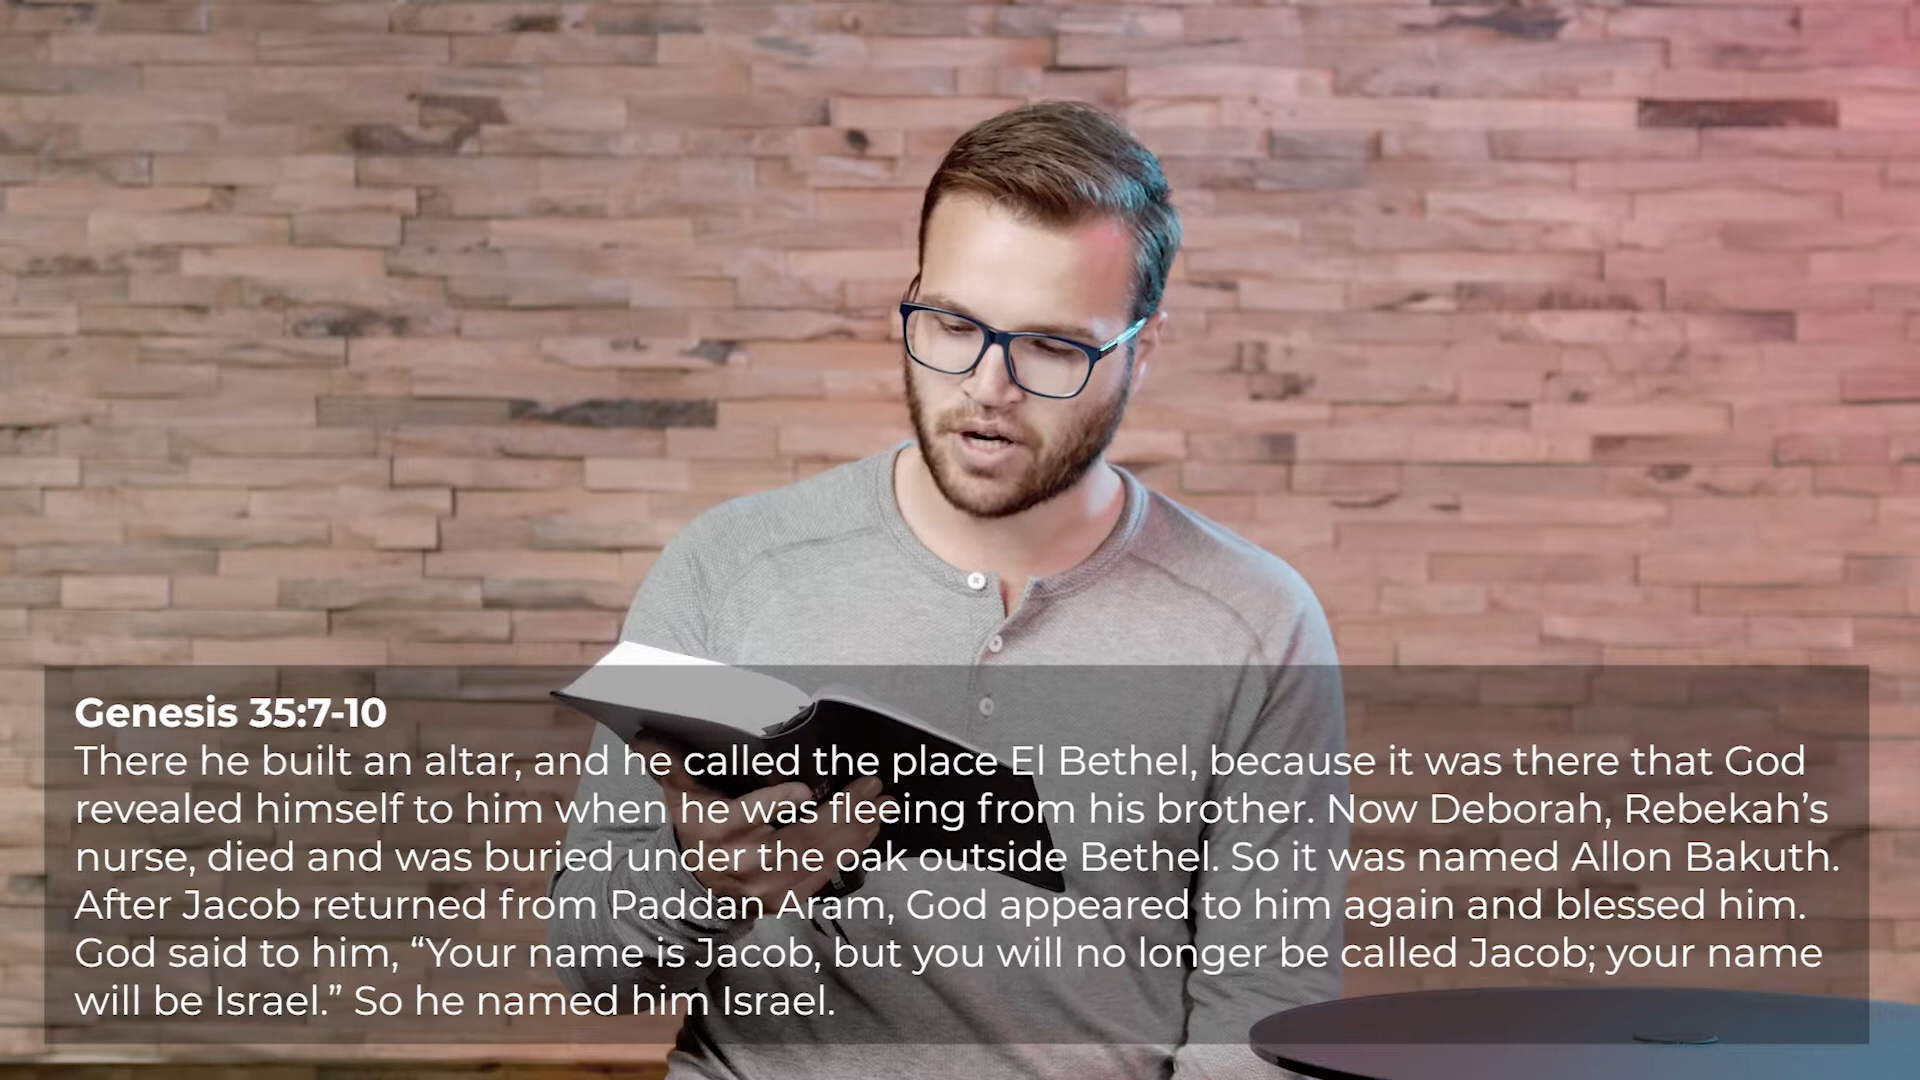 Genesis 35:7-10
There he built an altar, and he called the place El Bethel, because it was there that God
revealed himself to him when he was fleeing from his brother. Now Deborah, Rebekah’s
nurse, died and was buried under the oak outside Bethel. So it was named Allon Bakuth.
After Jacob returned from Paddan Aram, God appeared to him again and blessed him.
God said to him, “Your name is Jacob, but you will no longer be called Jacob; your name
will be Israel.” So he named him Israel.